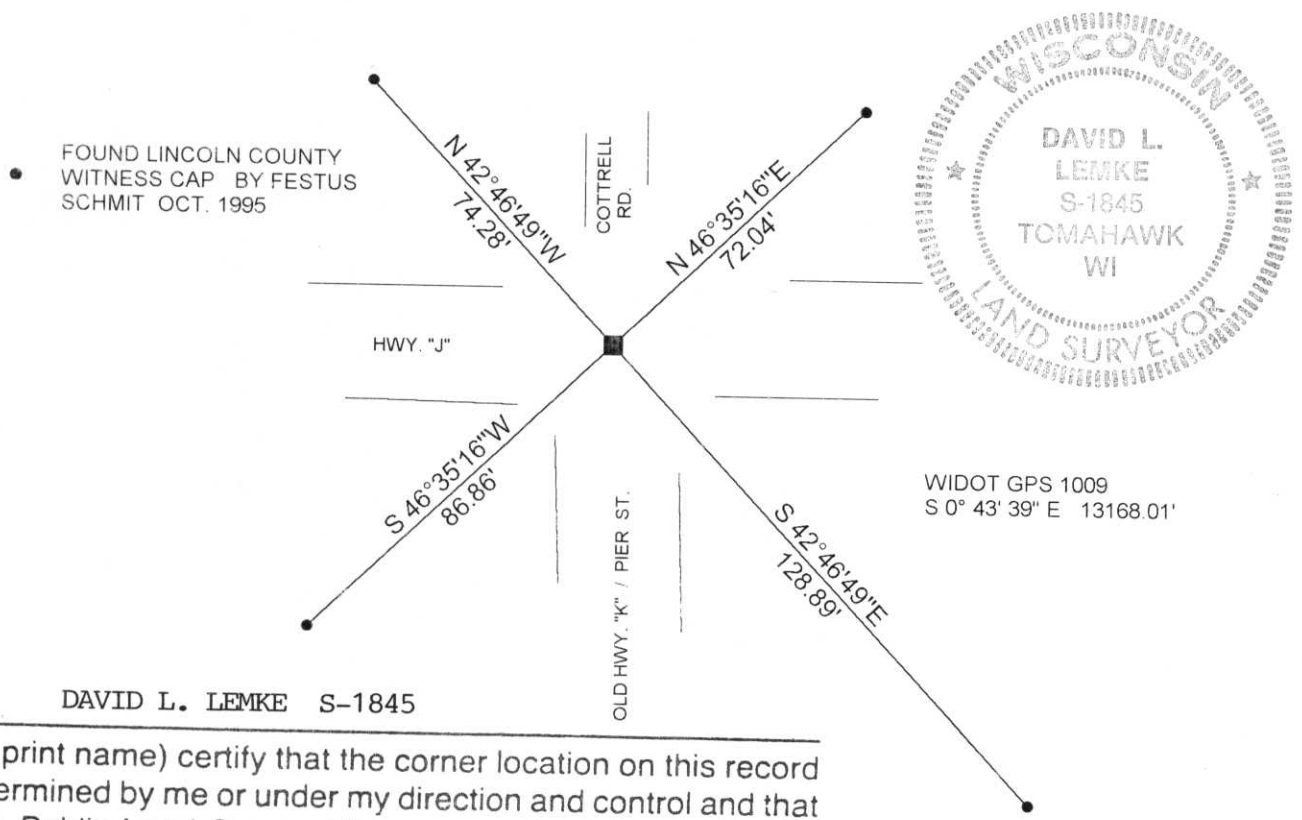 FOUND LINCOLN COUNTY
WITNESS CAP BY FESTUS
SCHMIT OCT. 1995
N 42°46'49"W
74.28'
COTTRELL
RD.
N 46°35'16"E
72.04'
WISCONSIN
DAVID L.
LEMKE
S-1845
TOMAHAWK
WI
LAND SURVEYOR
HWY. "J"
S 46°35'16"W
86.86'
OLD HWY. "K" / PIER ST.
S 42°46'49"E
128.89'
WIDOT GPS 1009
S 0° 43' 39" E 13168.01'
DAVID L. LEMKE S-1845
print name) certify that the corner location on this record
ermined by me or under my direction and control and that